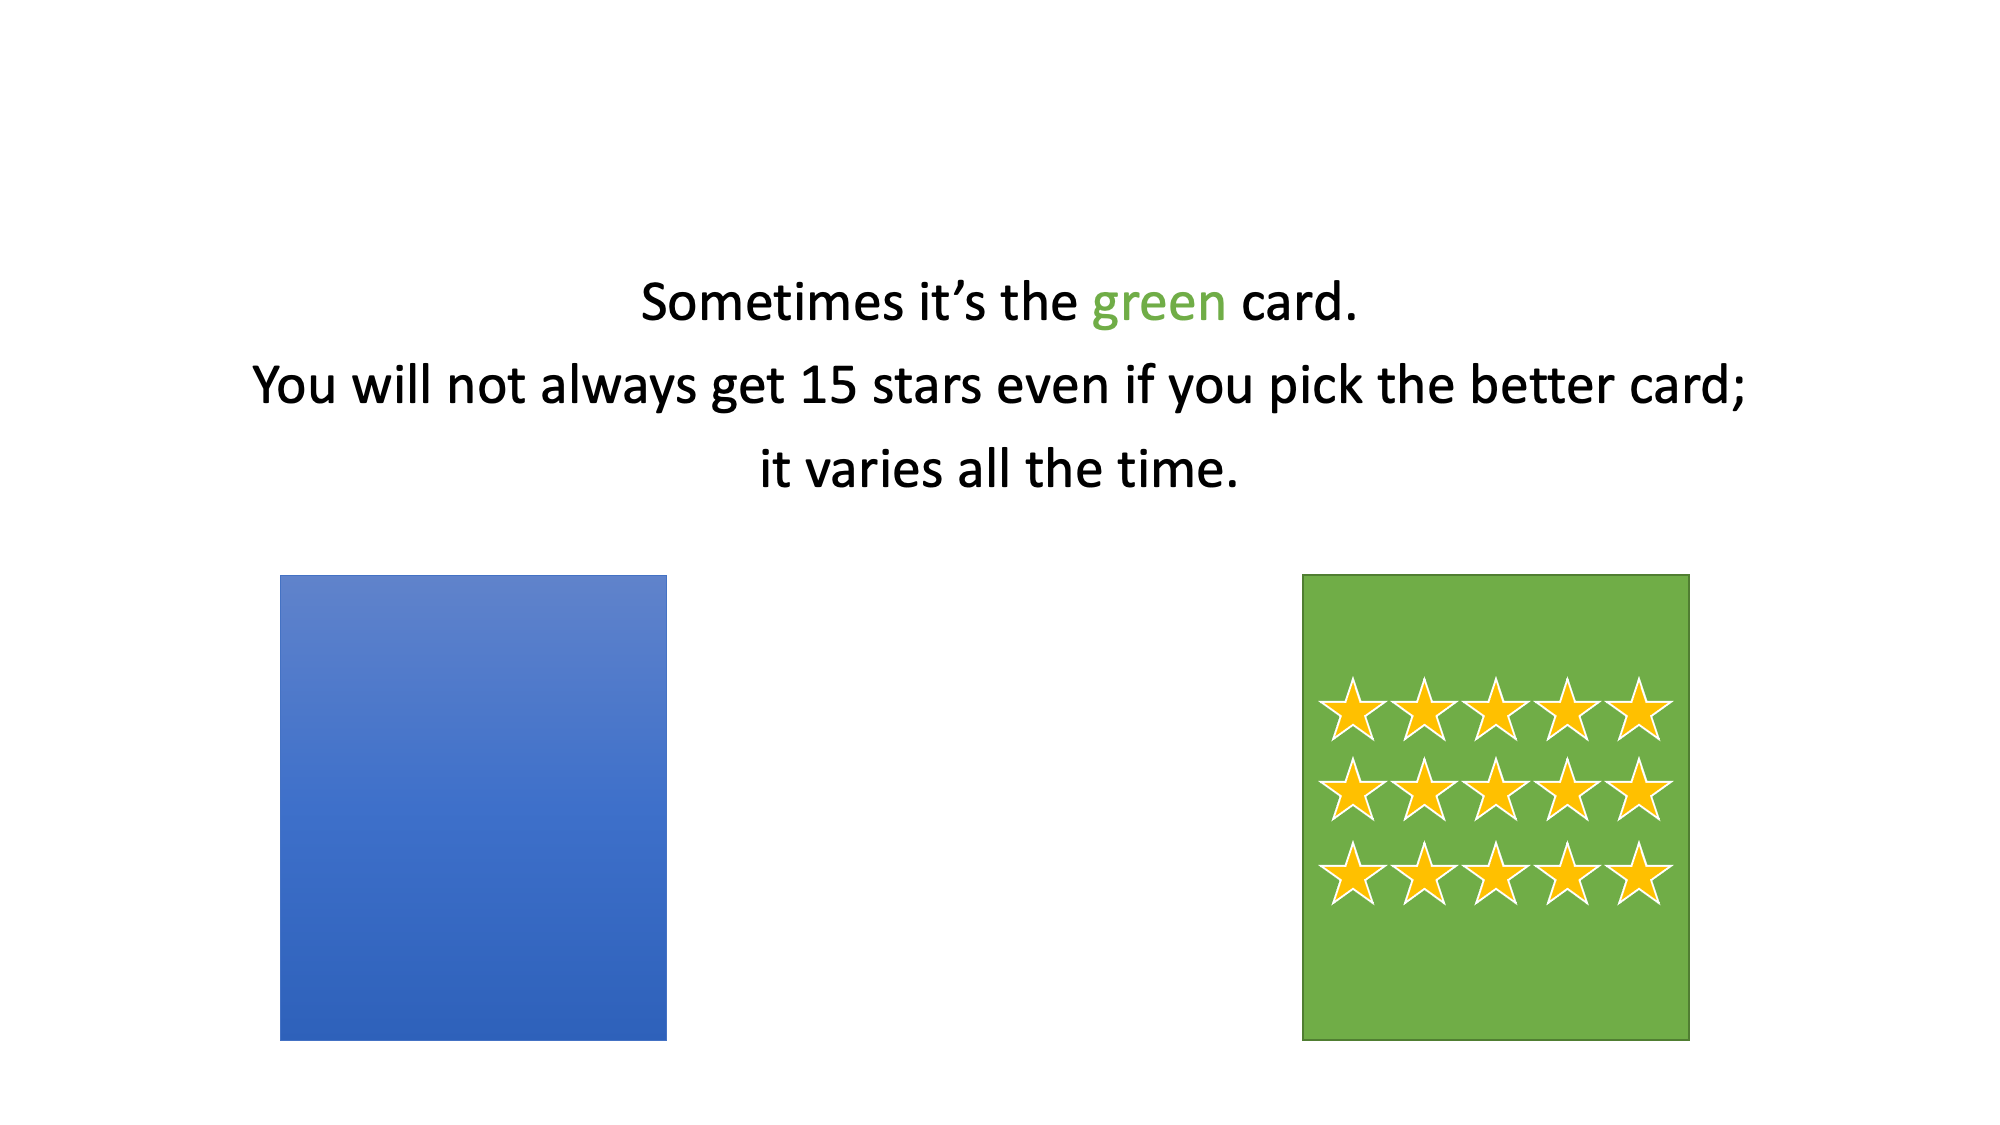 Sometimes it’s the green card.
You will not always get 15 stars even if you pick the better card;
it varies all the time.